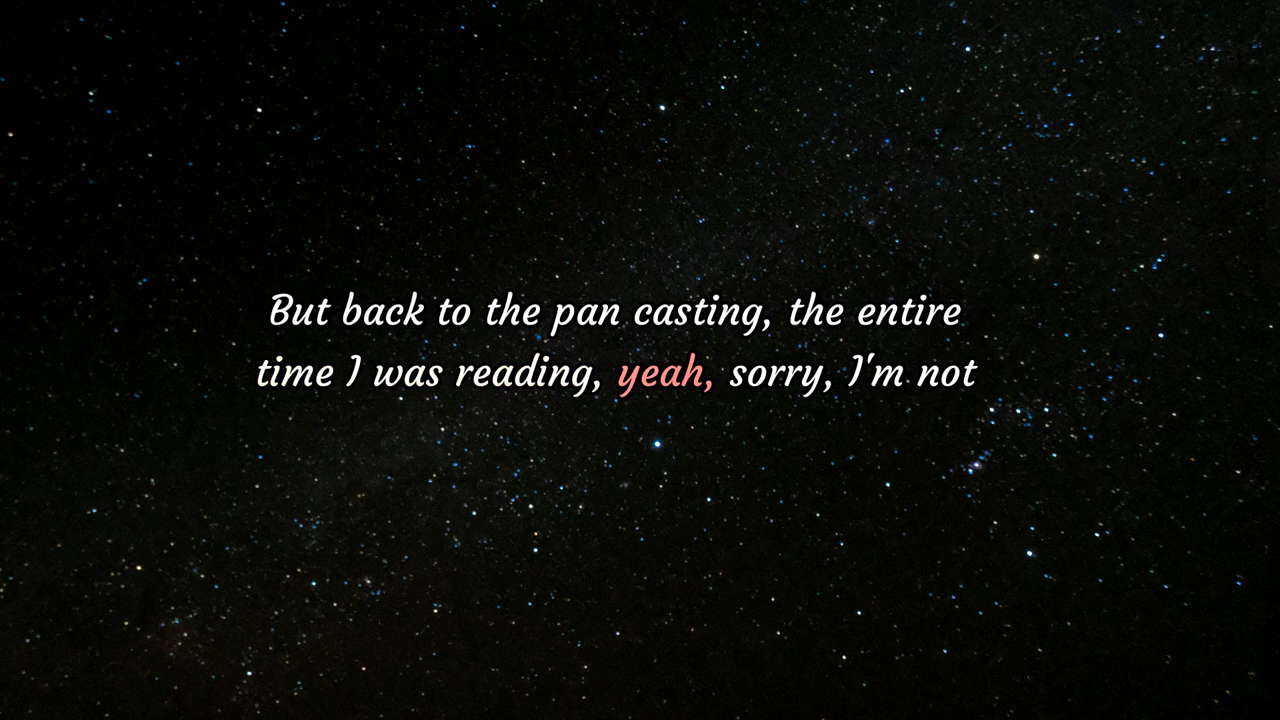 But back to the pan casting, the entire
time I was reading, yeah, sorry, I'm not